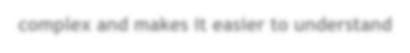 complex and makes it easier to understand